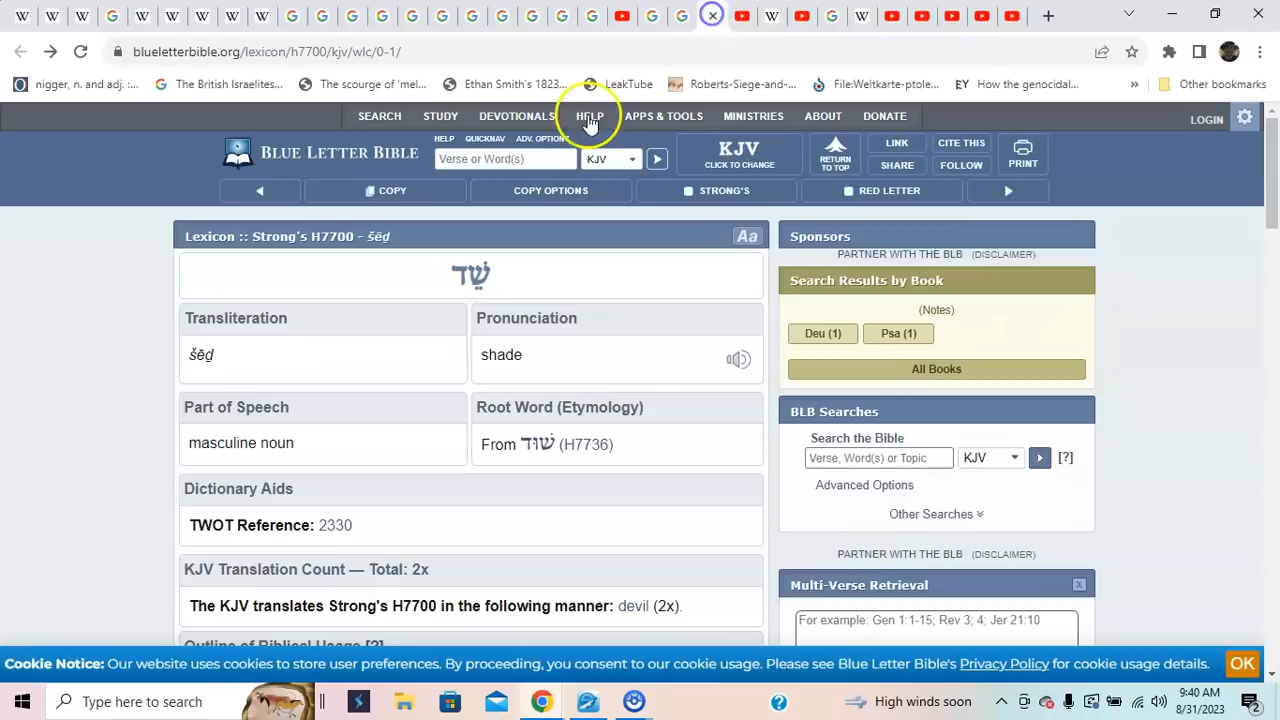 blueletterbible.org/lexicon/h7700/kjv/wlc/0-1/
nigger, n. and adj. :... The British Israelites... The scourge of 'mel... Ethan Smith's 1823... LeakTube Roberts-Siege-and-... File:Weltkarte-ptole... EY How the genocidal... » Other bookmarks
SEARCH STUDY DEVOTIONALS HELP APPS & TOOLS MINISTRIES ABOUT DONATE LOGIN
HELP QUICKNAV ADV. OPTIONS
BLUE LETTER BIBLE
Verse or Word(s) KJV
KJV
CLICK TO CHANGE
RETURN
TO TOP
LINK CITE THIS
SHARE FOLLOW
PRINT
COPY COPY OPTIONS STRONG'S RED LETTER
Lexicon :: Strong's H7700 - šēḏ Aa
שֵׁד
Transliteration
šēḏ
Pronunciation
shade
Part of Speech
masculine noun
Root Word (Etymology)
From שׁוּד (H7736)
Dictionary Aids
TWOT Reference: 2330
KJV Translation Count — Total: 2x
The KJV translates Strong's H7700 in the following manner: devil (2x).
Outline of Biblical Usage [?]
Sponsors
PARTNER WITH THE BLB (DISCLAIMER)
Search Results by Book
(Notes)
Deu (1) Psa (1)
All Books
BLB Searches
Search the Bible
Verse, Word(s) or Topic KJV [?]
Advanced Options
Other Searches
PARTNER WITH THE BLB (DISCLAIMER)
Multi-Verse Retrieval x
For example: Gen 1:1-15; Rev 3; 4; Jer 21:10
Cookie Notice: Our website uses cookies to store user preferences. By proceeding, you consent to our cookie usage. Please see Blue Letter Bible's Privacy Policy for cookie usage details. OK
Type here to search
High winds soon
9:40 AM
8/31/2023
2